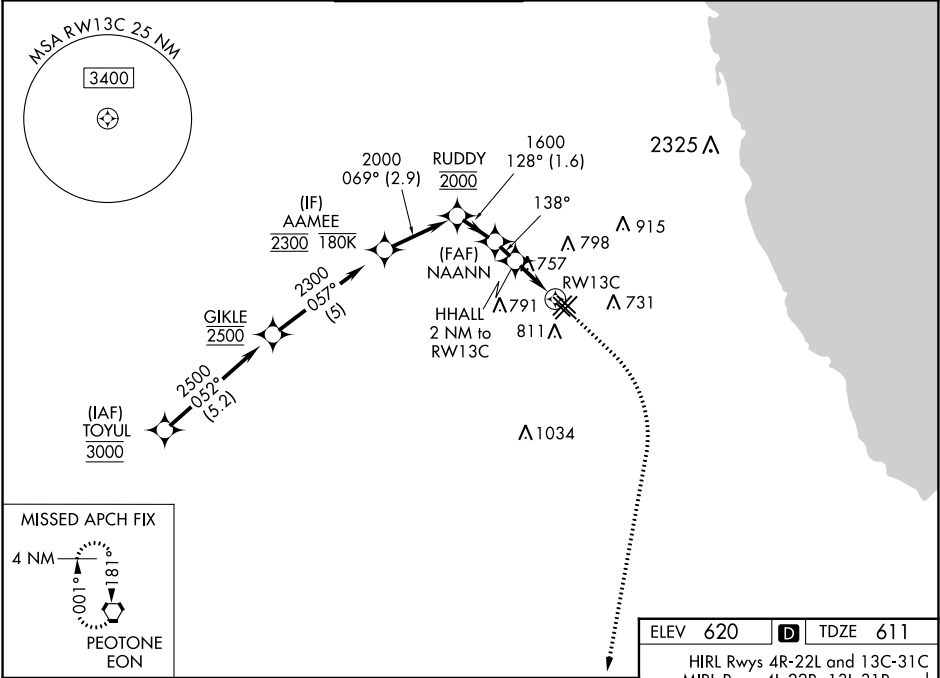 MSA RW13C 25 NM
3400
2325
1600
128° (1.6)
2000
069° (2.9)
RUDDY
2000
138°
(IF)
AAMEE
2300 180K
915
798
(FAF)
NAANN
757
RW13C
2300
057°
(5)
GIKLE
2500
HHALL
2 NM to
RW13C
791
731
811
2500
052°
(5.2)
(IAF)
TOYUL
3000
1034
MISSED APCH FIX
4 NM
001°
181°
PEOTONE
EON
ELEV 620 D TDZE 611
HIRL Rwys 4R-22L and 13C-31C